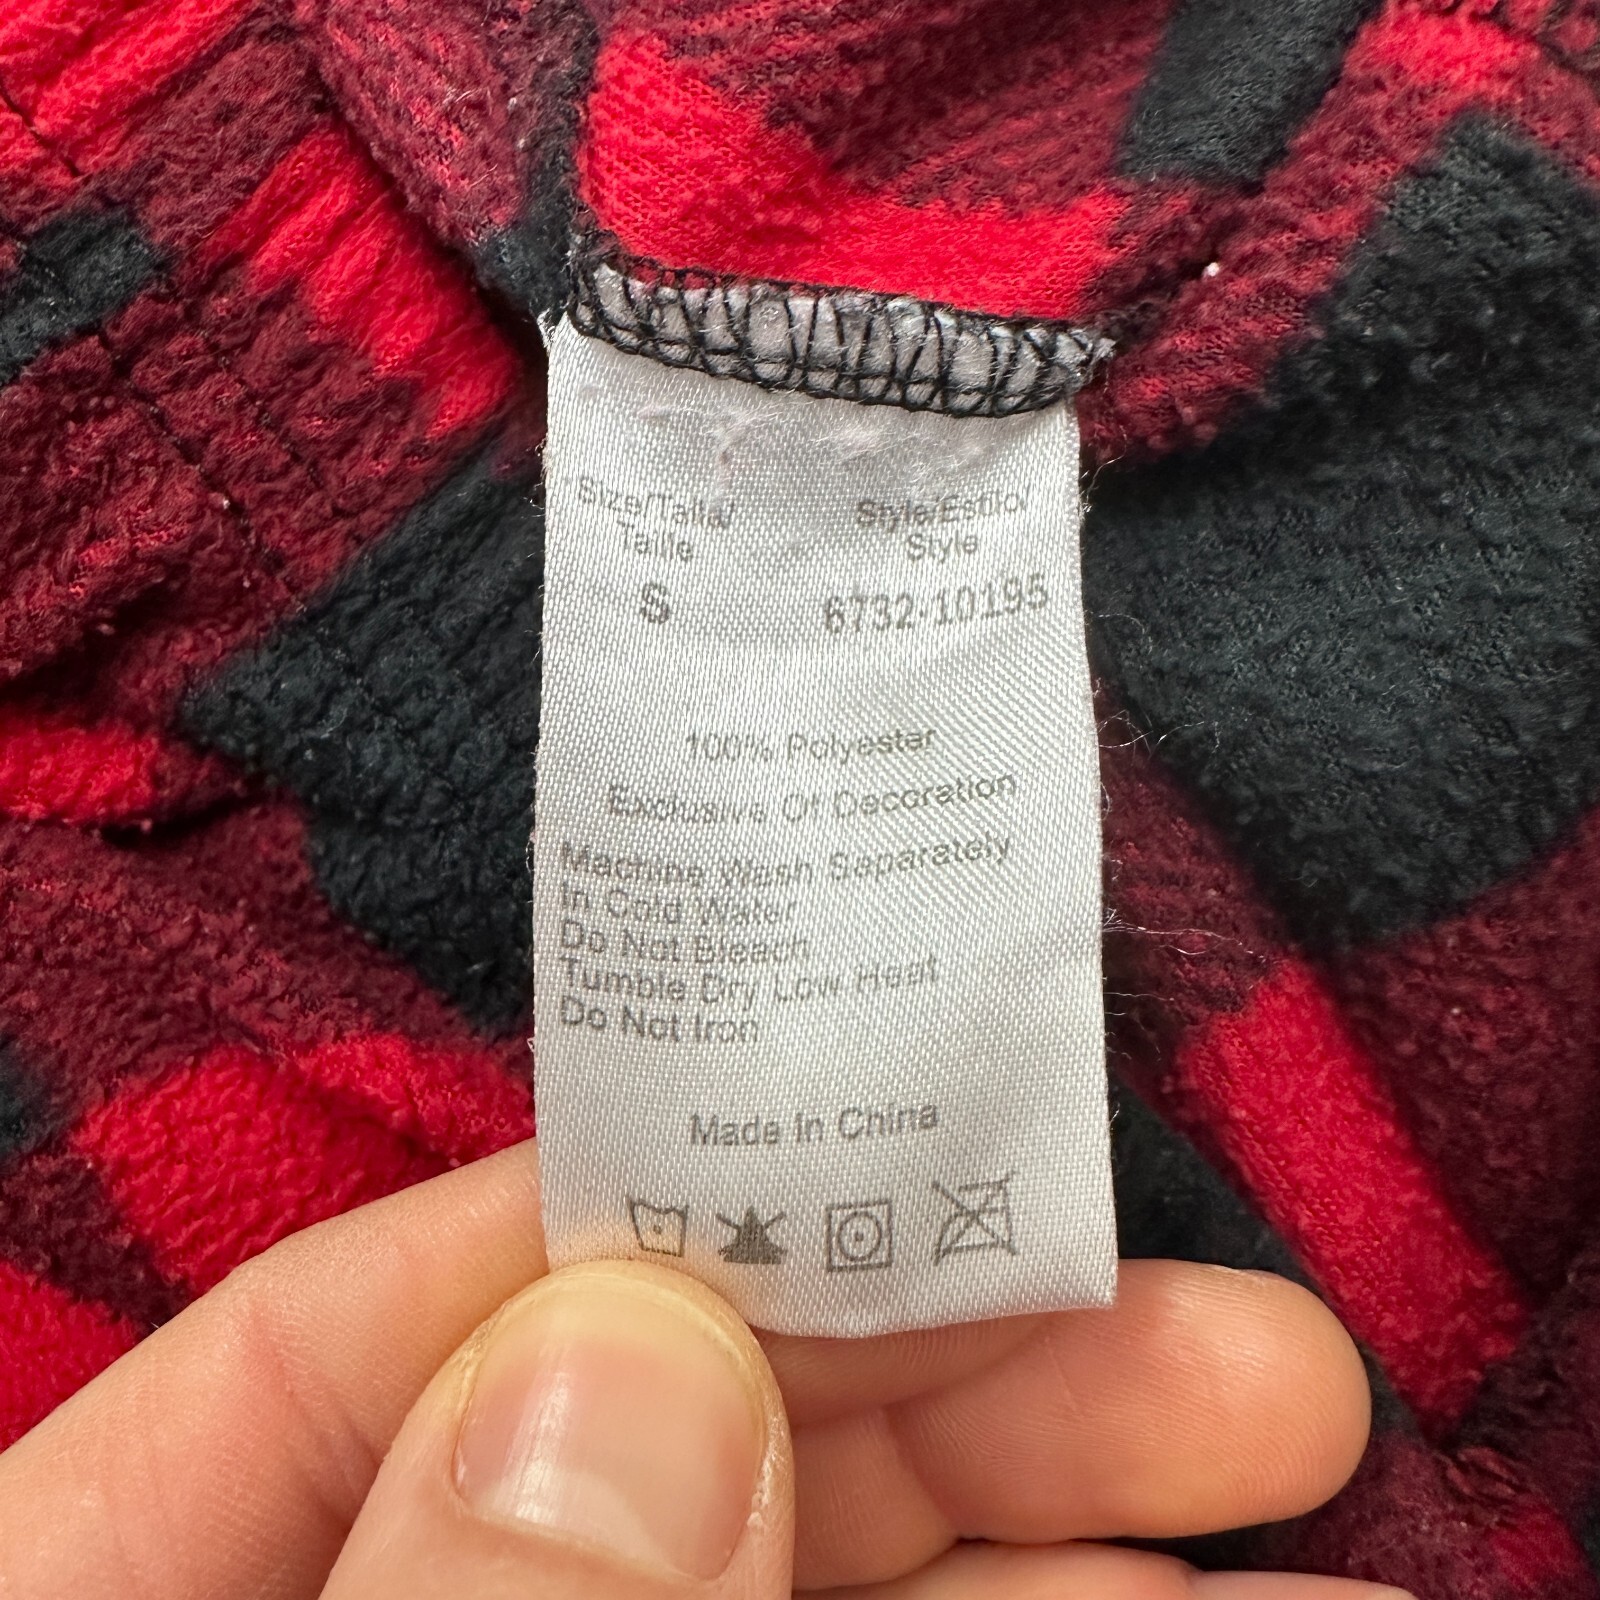 Size/Talla/ Style/Estilo/
Taille Style
S 6732-10195
100% Polyester
Exclusive Of Decoration
Machine Wash Separately
In Cold Water
Do Not Bleach
Tumble Dry Low Heat
Do Not Iron
Made In China